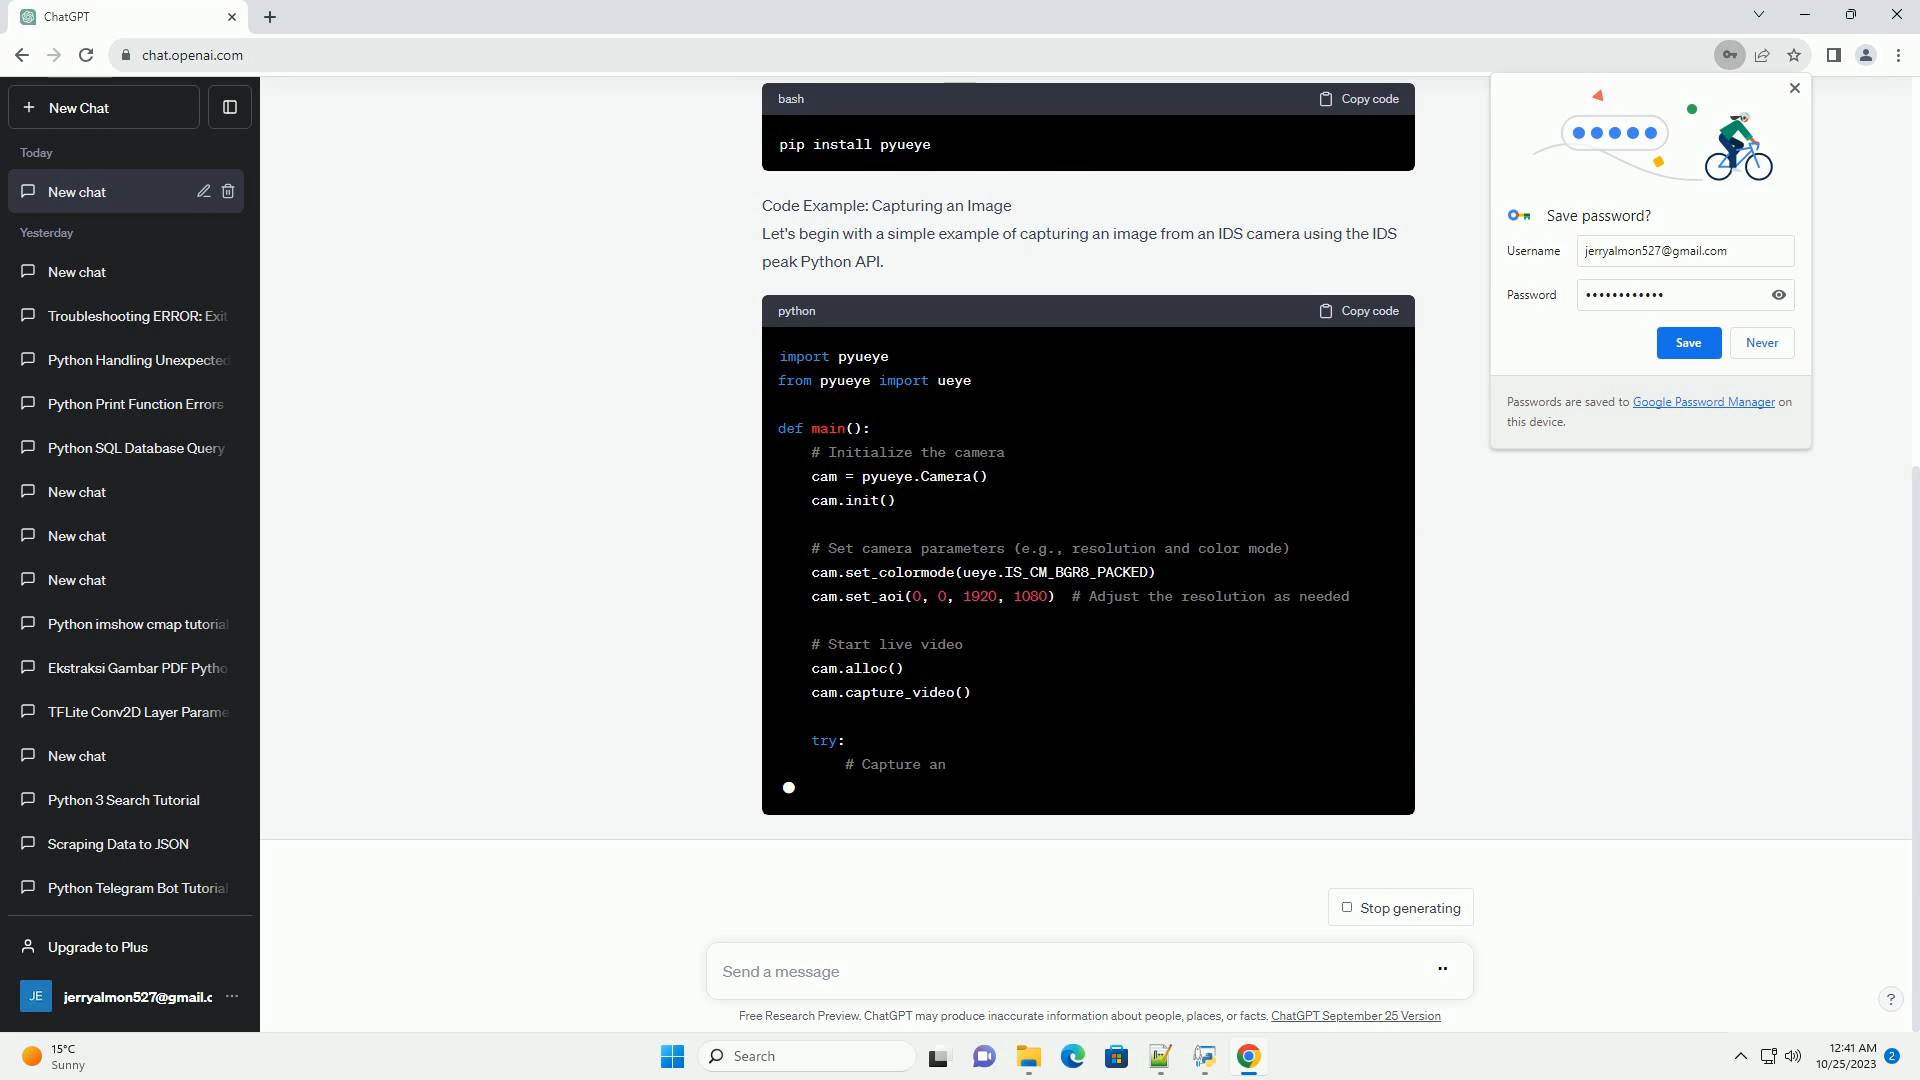 ChatGPT
chat.openai.com
New Chat
Today
New chat
Yesterday
New chat
Troubleshooting ERROR: Exit
Python Handling Unexpected
Python Print Function Errors
Python SQL Database Query
New chat
New chat
New chat
Python imshow cmap tutorial
Ekstraksi Gambar PDF Pytho
TFLite Conv2D Layer Parame
New chat
Python 3 Search Tutorial
Scraping Data to JSON
Python Telegram Bot Tutorial
Upgrade to Plus
JE jerryalmon527@gmail.c
bash Copy code
pip install pyueye
Code Example: Capturing an Image
Let's begin with a simple example of capturing an image from an IDS camera using the IDS
peak Python API.
python Copy code
import pyueye
from pyueye import ueye
def main():
# Initialize the camera
cam = pyueye.Camera()
cam.init()
# Set camera parameters (e.g., resolution and color mode)
cam.set_colormode(ueye.IS_CM_BGR8_PACKED)
cam.set_aoi(0, 0, 1920, 1080)  # Adjust the resolution as needed
# Start live video
cam.alloc()
cam.capture_video()
try:
# Capture an
Stop generating
Send a message
Free Research Preview. ChatGPT may produce inaccurate information about people, places, or facts. ChatGPT September 25 Version
?
Save password?
Username jerryalmon527@gmail.com
Password ••••••••••••
Save Never
Passwords are saved to Google Password Manager on
this device.
15°C
Sunny
Search
12:41 AM
10/25/2023
2